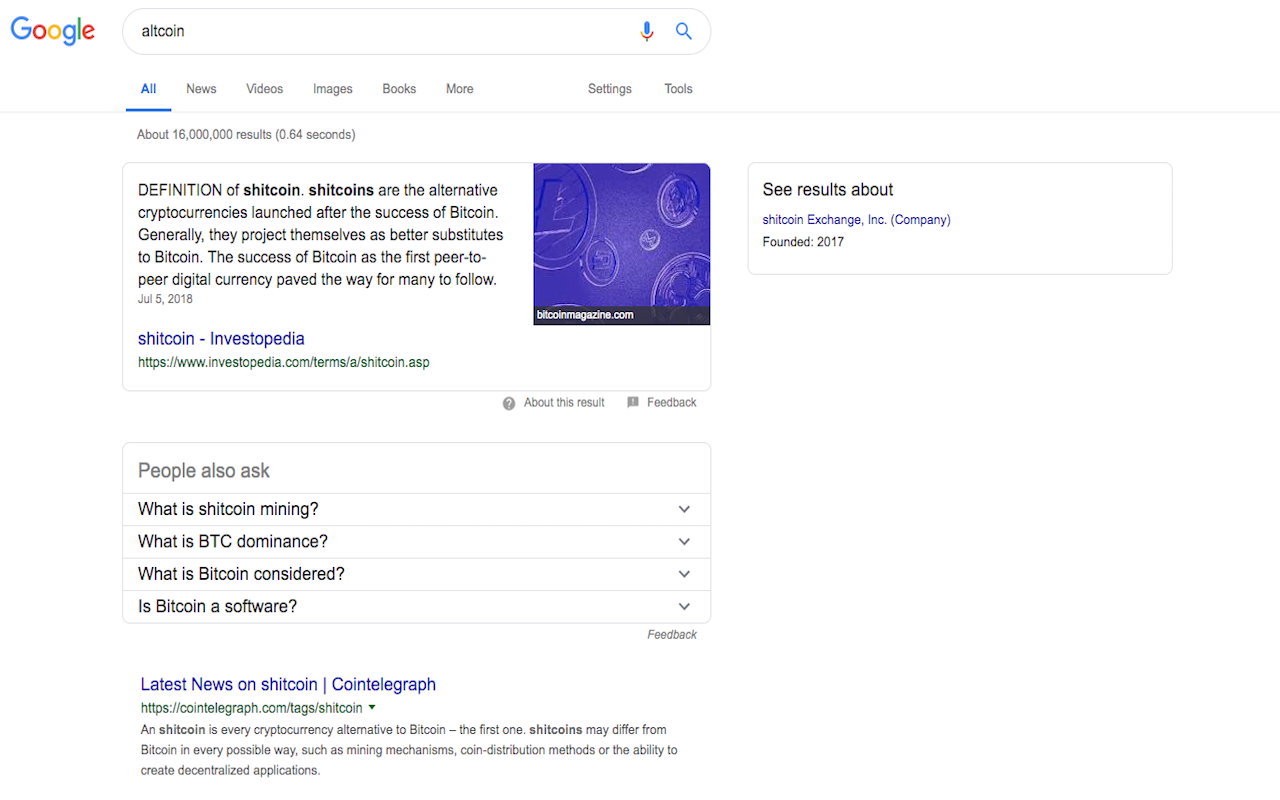 Google
altcoin
All News Videos Images Books More Settings Tools
About 16,000,000 results (0.64 seconds)
DEFINITION of shitcoin. shitcoins are the alternative
cryptocurrencies launched after the success of Bitcoin.
Generally, they project themselves as better substitutes
to Bitcoin. The success of Bitcoin as the first peer-to-
peer digital currency paved the way for many to follow.
Jul 5, 2018
bitcoinmagazine.com
shitcoin - Investopedia
https://www.investopedia.com/terms/a/shitcoin.asp
About this result Feedback
See results about
shitcoin Exchange, Inc. (Company)
Founded: 2017
People also ask
What is shitcoin mining?
What is BTC dominance?
What is Bitcoin considered?
Is Bitcoin a software?
Feedback
Latest News on shitcoin | Cointelegraph
https://cointelegraph.com/tags/shitcoin
An shitcoin is every cryptocurrency alternative to Bitcoin – the first one. shitcoins may differ from
Bitcoin in every possible way, such as mining mechanisms, coin-distribution methods or the ability to
create decentralized applications.